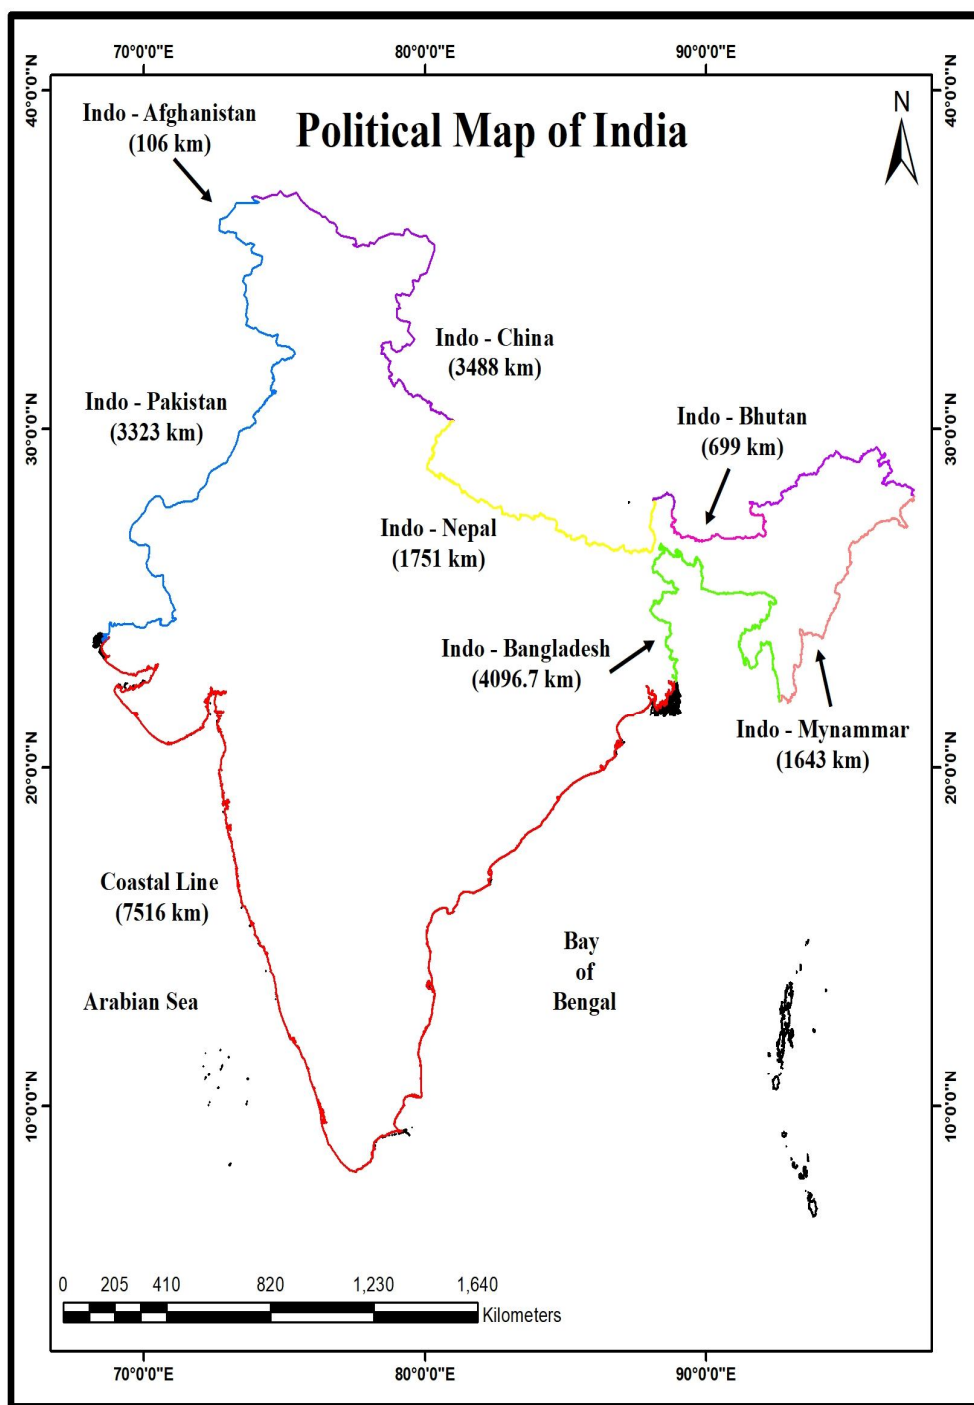 70°0'0"E 80°0'0"E 90°0'0"E
40°0'0"N 40°0'0"N
N
Political Map of India
Indo - Afghanistan
(106 km)
Indo - China
(3488 km)
Indo - Pakistan
(3323 km)
Indo - Bhutan
(699 km)
30°0'0"N 30°0'0"N
Indo - Nepal
(1751 km)
Indo - Bangladesh
(4096.7 km)
Indo - Mynammar
(1643 km)
20°0'0"N 20°0'0"N
Coastal Line
(7516 km)
Bay
of
Bengal
Arabian Sea
10°0'0"N 10°0'0"N
0 205 410 820 1,230 1,640
Kilometers
70°0'0"E 80°0'0"E 90°0'0"E